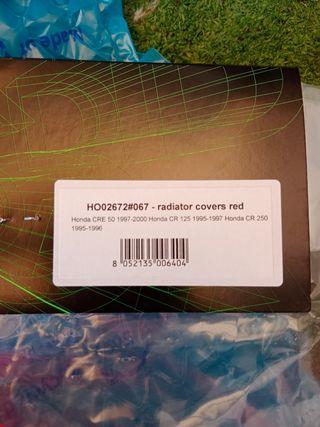 HO02672#067 - radiator covers red
Honda CRE 50 1997-2000 Honda CR 125 1995-1997 Honda CR 250
1995-1996
8 052135 006404